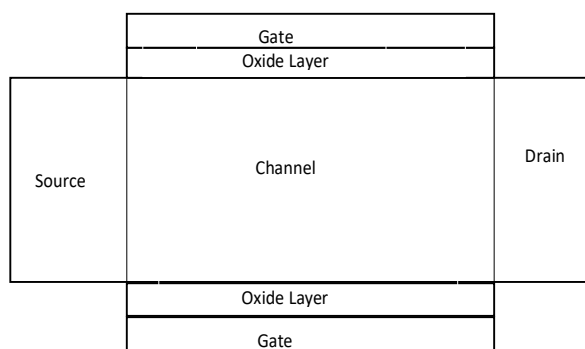 Gate
Oxide Layer
Source
Channel
Drain
Oxide Layer
Gate